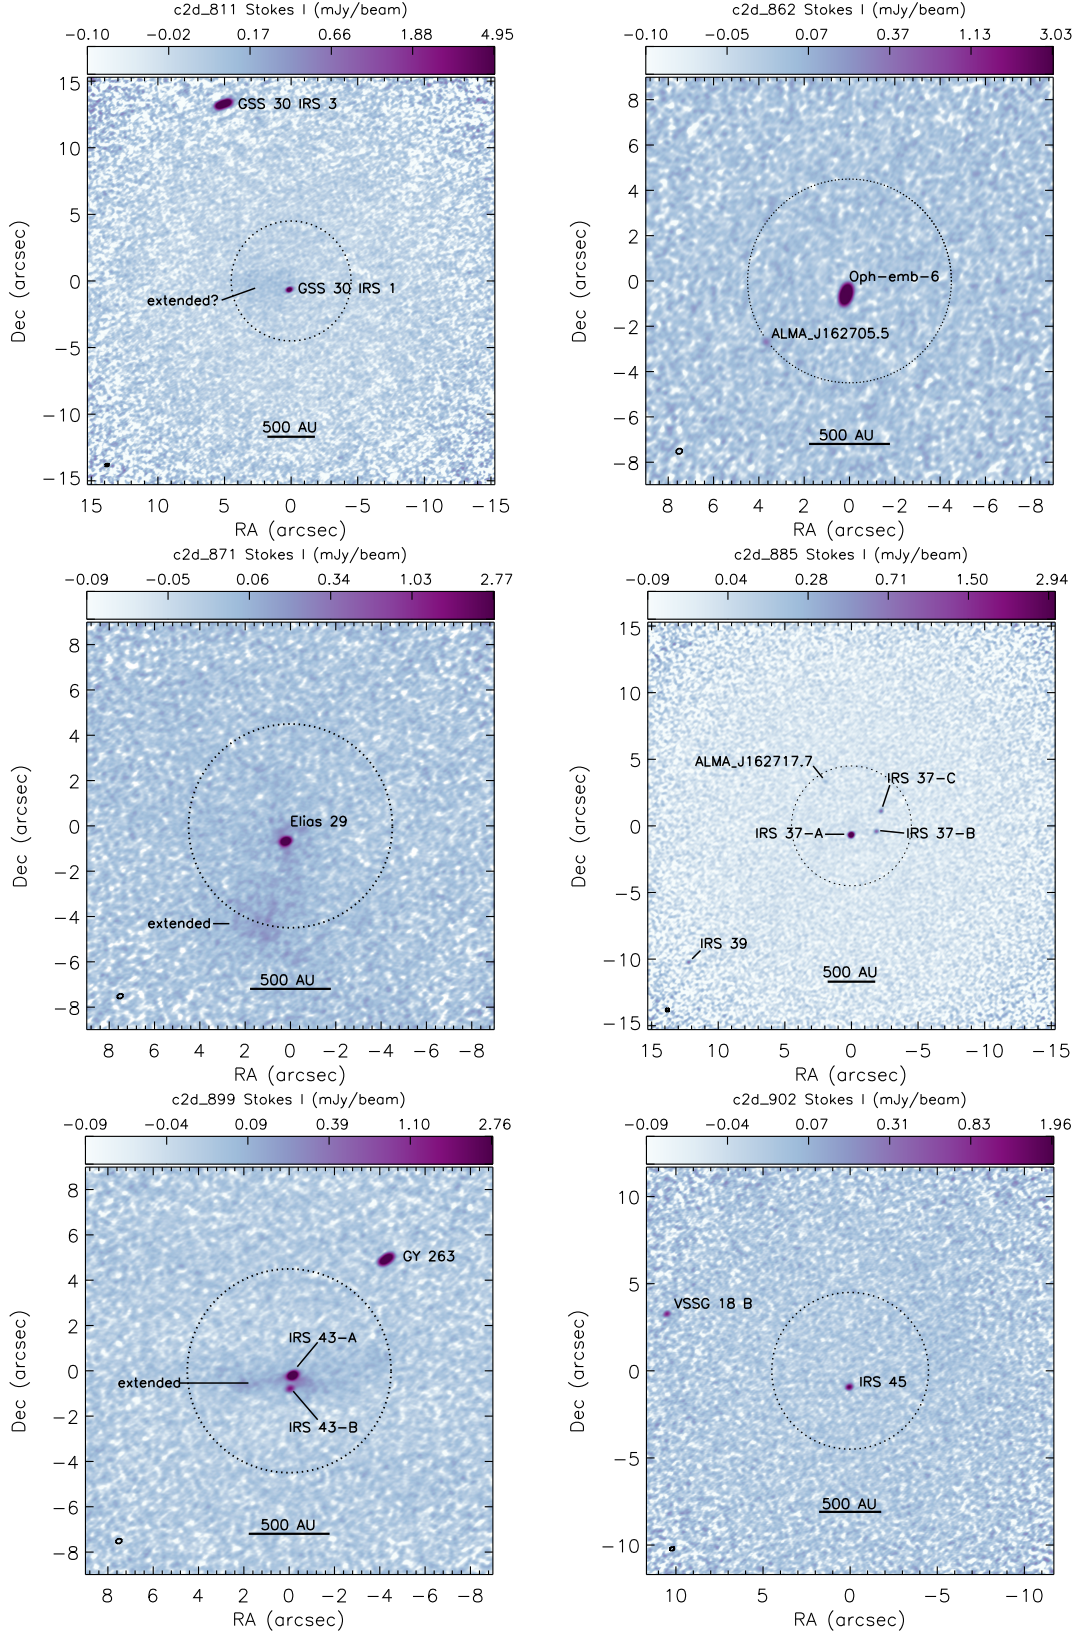 c2d_811 Stokes I (mJy/beam)
−0.10 −0.02 0.17 0.66 1.88 4.95
15
10
5
0
−5
−10
−15
Dec (arcsec)
GSS 30 IRS 3
GSS 30 IRS 1
extended?
500 AU
15 10 5 0 −5 −10 −15
RA (arcsec)
c2d_862 Stokes I (mJy/beam)
−0.10 −0.05 0.07 0.37 1.13 3.03
8
6
4
2
0
−2
−4
−6
−8
Dec (arcsec)
Oph−emb−6
ALMA_J162705.5
500 AU
8 6 4 2 0 −2 −4 −6 −8
RA (arcsec)
c2d_871 Stokes I (mJy/beam)
−0.09 −0.05 0.06 0.34 1.03 2.77
8
6
4
2
0
−2
−4
−6
−8
Dec (arcsec)
Elias 29
extended
500 AU
8 6 4 2 0 −2 −4 −6 −8
RA (arcsec)
c2d_885 Stokes I (mJy/beam)
−0.09 0.04 0.28 0.71 1.50 2.94
15
10
5
0
−5
−10
−15
Dec (arcsec)
ALMA_J162717.7
IRS 37−C
IRS 37−A
IRS 37−B
IRS 39
500 AU
15 10 5 0 −5 −10 −15
RA (arcsec)
c2d_899 Stokes I (mJy/beam)
−0.09 −0.04 0.09 0.39 1.10 2.76
8
6
4
2
0
−2
−4
−6
−8
Dec (arcsec)
GY 263
IRS 43−A
extended
IRS 43−B
500 AU
8 6 4 2 0 −2 −4 −6 −8
RA (arcsec)
c2d_902 Stokes I (mJy/beam)
−0.09 −0.04 0.07 0.31 0.83 1.96
10
5
0
−5
−10
Dec (arcsec)
VSSG 18 B
IRS 45
500 AU
10 5 0 −5 −10
RA (arcsec)